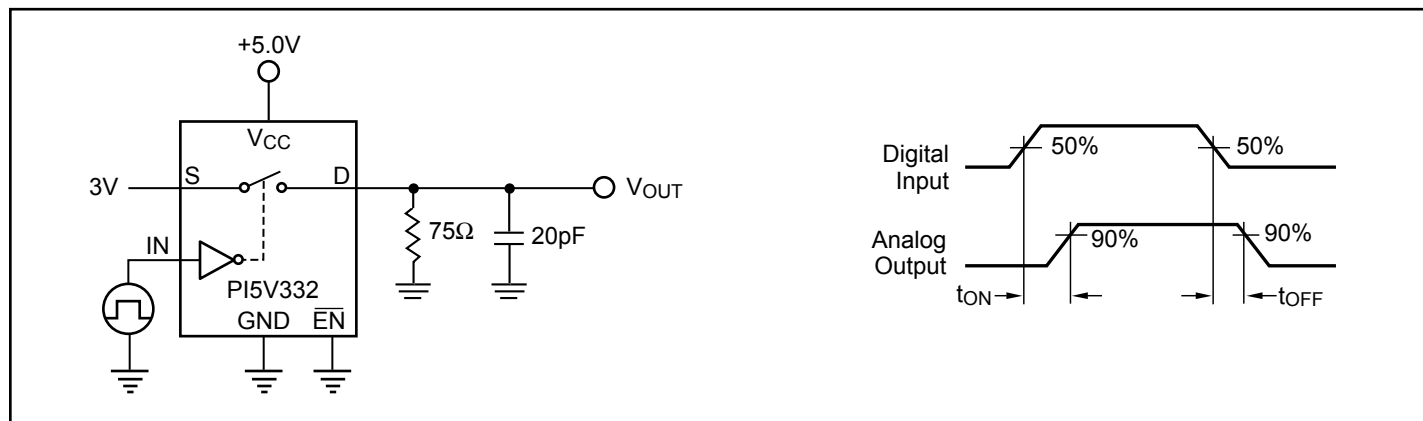 +5.0V
VCC
3V
S
D
VOUT
75Ω
20pF
IN
PI5V332
GND
EN
Digital
Input
50%
50%
Analog
Output
90%
90%
tON
tOFF